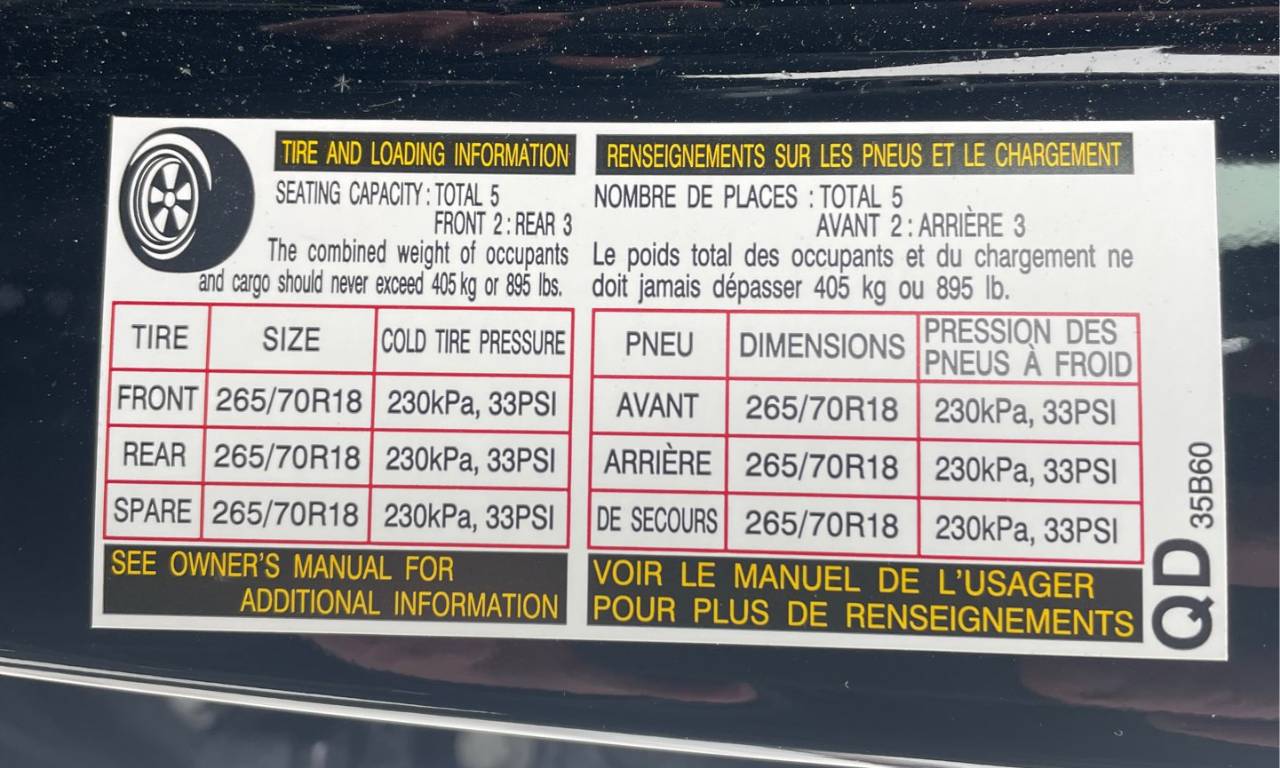 TIRE AND LOADING INFORMATION
SEATING CAPACITY : TOTAL 5
FRONT 2 : REAR 3
The combined weight of occupants
and cargo should never exceed 405 kg or 895 lbs.
TIRE SIZE COLD TIRE PRESSURE
FRONT 265/70R18 230kPa, 33PSI
REAR 265/70R18 230kPa, 33PSI
SPARE 265/70R18 230kPa, 33PSI
SEE OWNER'S MANUAL FOR
ADDITIONAL INFORMATION
RENSEIGNEMENTS SUR LES PNEUS ET LE CHARGEMENT
NOMBRE DE PLACES : TOTAL 5
AVANT 2 : ARRIÈRE 3
Le poids total des occupants et du chargement ne
doit jamais dépasser 405 kg ou 895 lb.
PNEU DIMENSIONS PRESSION DES
PNEUS À FROID
AVANT 265/70R18 230kPa, 33PSI
ARRIÈRE 265/70R18 230kPa, 33PSI
DE SECOURS 265/70R18 230kPa, 33PSI
VOIR LE MANUEL DE L'USAGER
POUR PLUS DE RENSEIGNEMENTS
QD 35B60